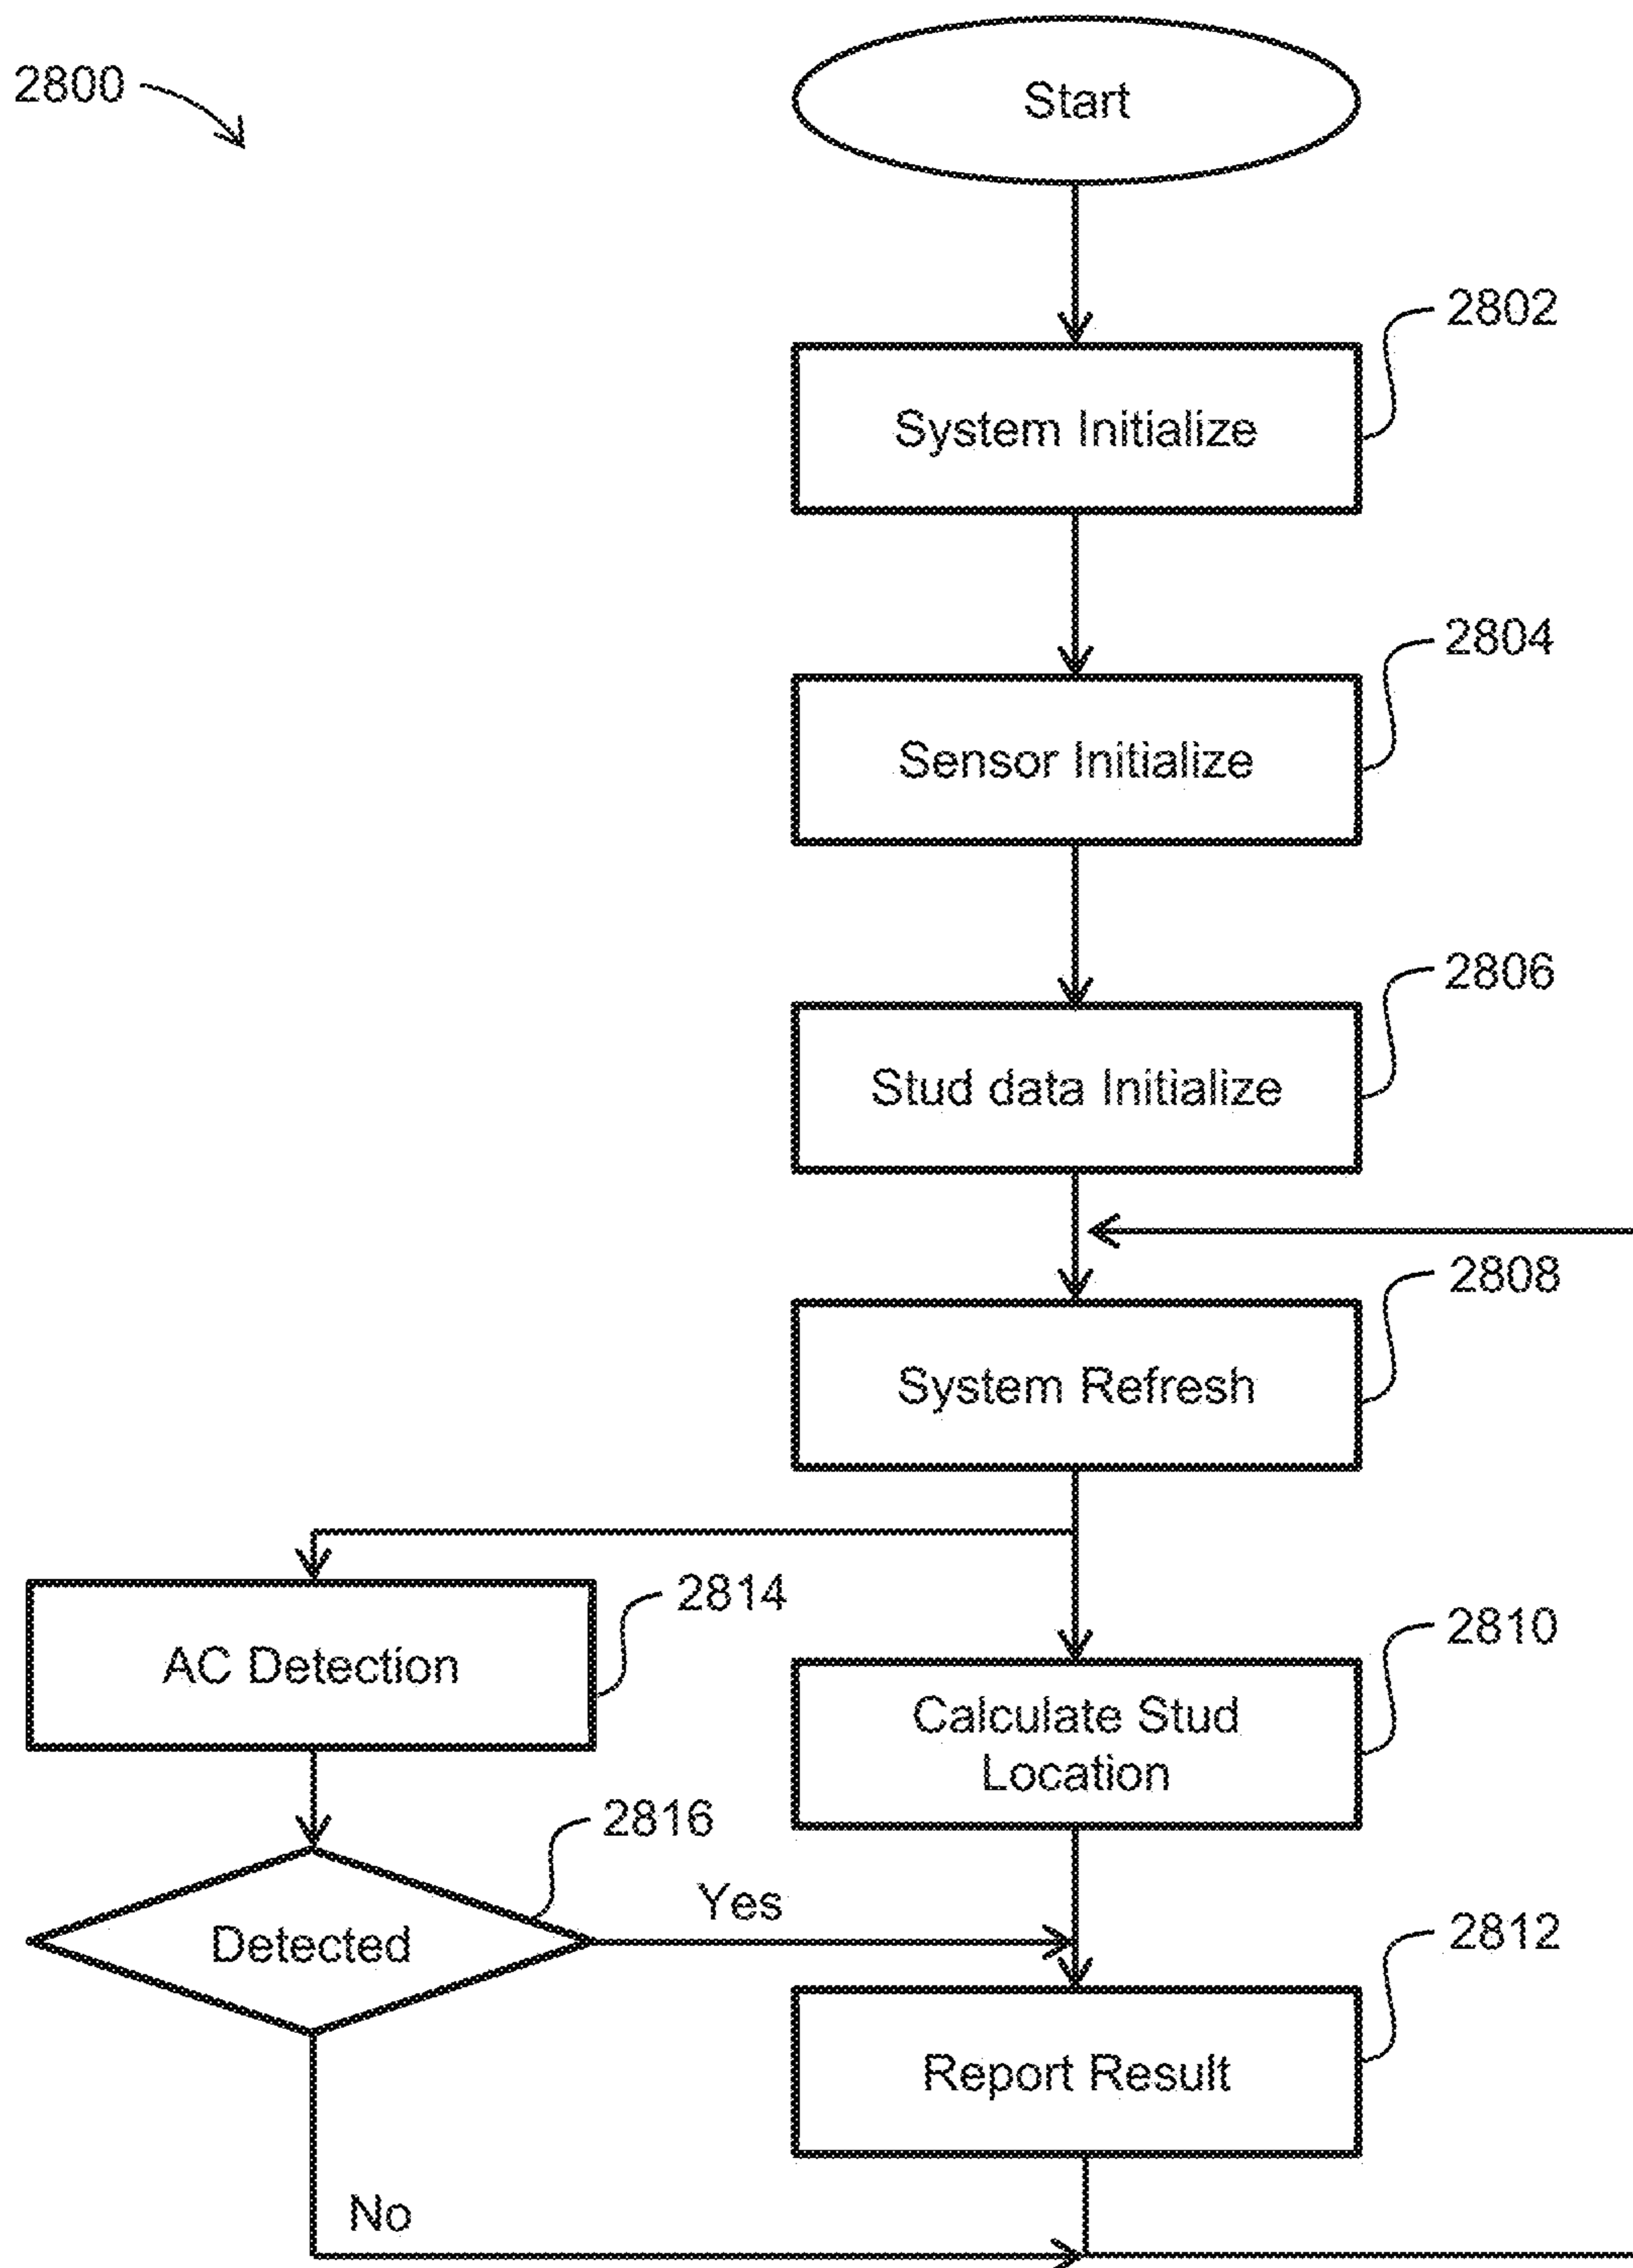 2800
Start
2802
System Initialize
2804
Sensor Initialize
2806
Stud data Initialize
2808
System Refresh
2814
AC Detection
2810
Calculate Stud
Location
2816
Detected
Yes
2812
Report Result
No